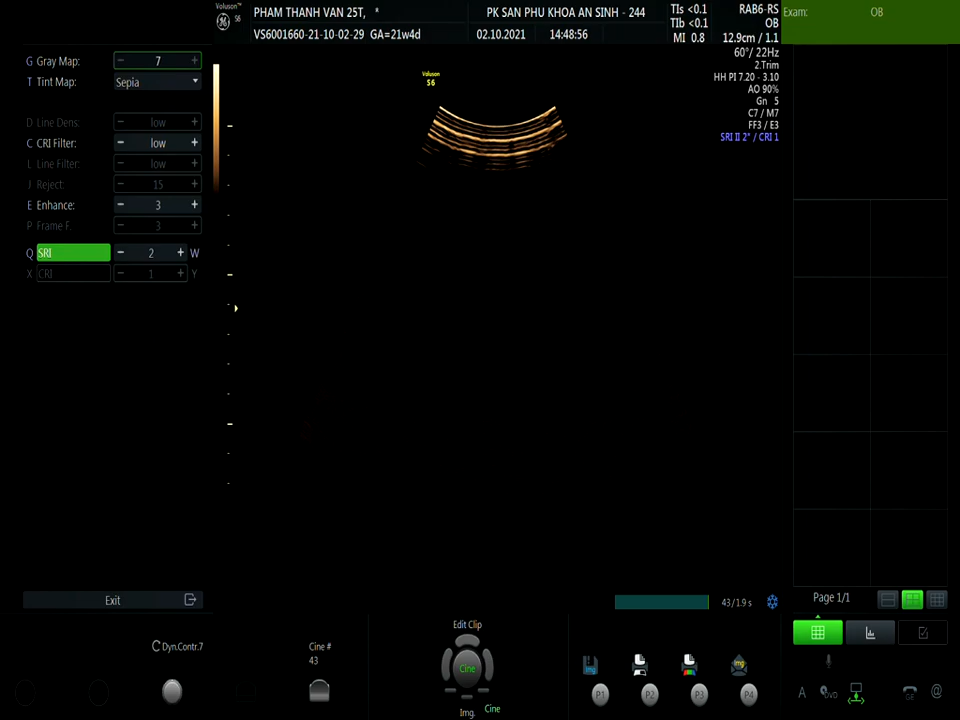 Voluson™
S6
PHAM THANH VAN 25T, *
PK SAN PHU KHOA AN SINH - 244
TIs <0.1
RAB6-RS
TIb <0.1
OB
VS6001660-21-10-02-29 GA=21w4d
02.10.2021
14:48:56
MI 0.8
12.9cm / 1.1
60°/ 22Hz
2.Trim
HH PI 7.20 - 3.10
AO 90%
Gn 5
C7 / M7
FF3 / E3
SRI II 2* / CRI 1
Exam: OB
Voluson
S6
G Gray Map: − 7 +
T Tint Map: Sepia
D Line Dens: − low +
C CRI Filter: − low +
L Line Filter: − low +
J Reject: − 15 +
E Enhance: − 3 +
P Frame F. − 3 +
Q SRI − 2 + W
X CRI − 1 + Y
Exit
43/1.9 s
Page 1/1
Dyn.Contr.7
Cine #
43
Edit Clip
Cine
Img.
Cine
Img
Img
P1
P2
P3
P4
A
DVD
GE
@